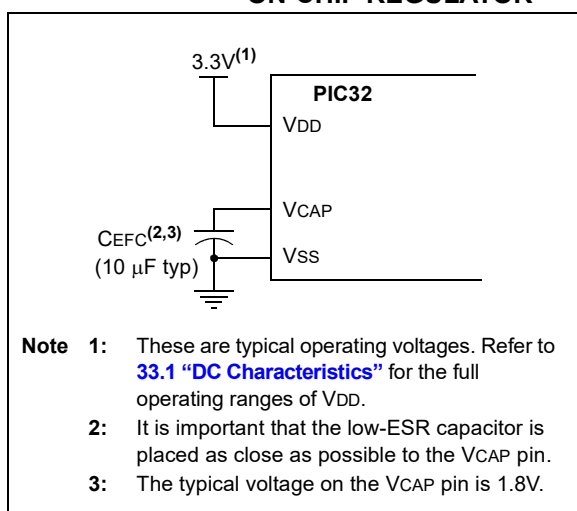 ON-CHIP REGULATOR
3.3V(1)
PIC32
VDD
VCAP
CEFC(2,3)
(10 μF typ)
VSS
Note 1: These are typical operating voltages. Refer to
33.1 “DC Characteristics” for the full
operating ranges of VDD.
2: It is important that the low-ESR capacitor is
placed as close as possible to the VCAP pin.
3: The typical voltage on the VCAP pin is 1.8V.